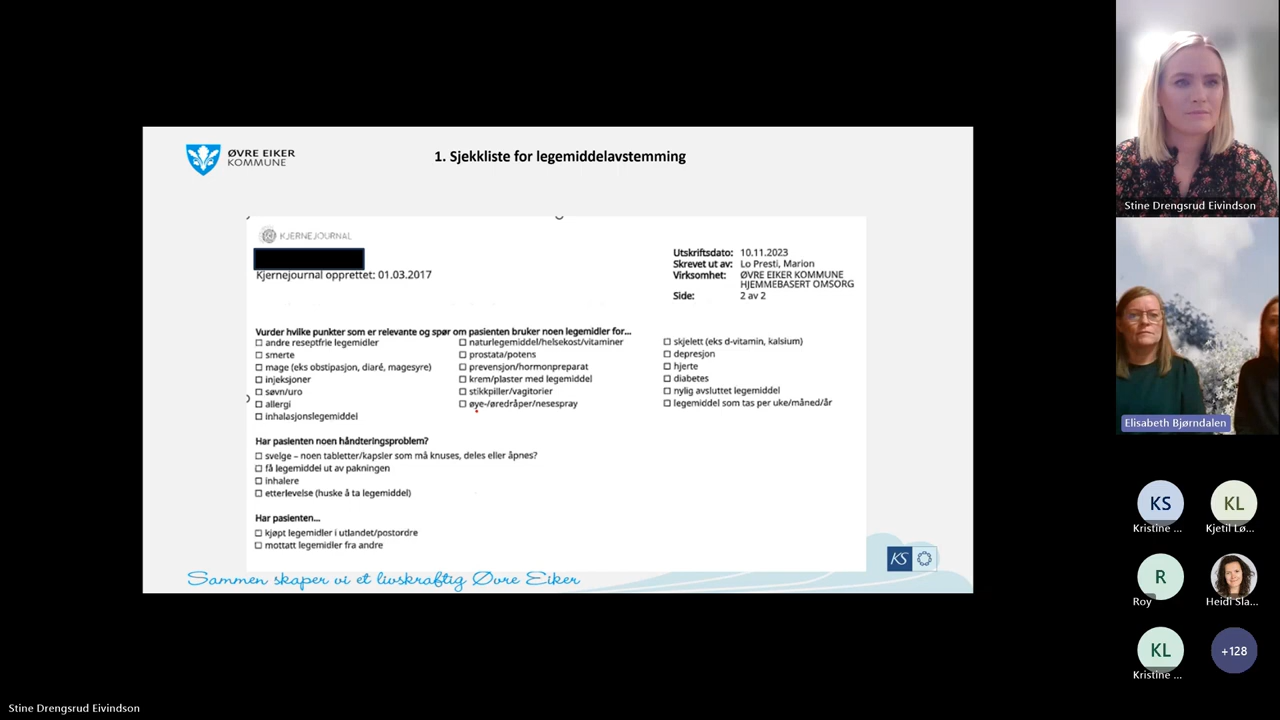 ØVRE EIKER
KOMMUNE
1. Sjekkliste for legemiddelavstemming
KJERNEJOURNAL
Kjernejournal opprettet: 01.03.2017
Utskriftsdato: 10.11.2023
Skrevet ut av: Lo Presti, Marion
Virksomhet: ØVRE EIKER KOMMUNE
HJEMMEBASERT OMSORG
Side: 2 av 2
Vurder hvilke punkter som er relevante og spør om pasienten bruker noen legemidler for...
andre reseptfrie legemidler
smerte
mage (eks obstipasjon, diaré, magesyre)
injeksjoner
søvn/uro
allergi
inhalasjonslegemiddel
naturlegemiddel/helsekost/vitaminer
prostata/potens
prevensjon/hormonpreparat
krem/plaster med legemiddel
stikkpiller/vagitorier
øye-/øredråper/nesespray
skjelett (eks d-vitamin, kalsium)
depresjon
hjerte
diabetes
nylig avsluttet legemiddel
legemiddel som tas per uke/måned/år
Har pasienten noen håndteringsproblem?
svelge – noen tabletter/kapsler som må knuses, deles eller åpnes?
få legemiddel ut av pakningen
inhalere
etterlevelse (huske å ta legemiddel)
Har pasienten...
kjøpt legemidler i utlandet/postordre
mottatt legemidler fra andre
Sammen skaper vi et livskraftig Øvre Eiker
KS
Stine Drengsrud Eivindson
Elisabeth Bjørndalen
KS
Kristine ...
KL
Kjetil Lø...
R
Roy
Heidi Sla...
KL
Kristine ...
+128
Stine Drengsrud Eivindson